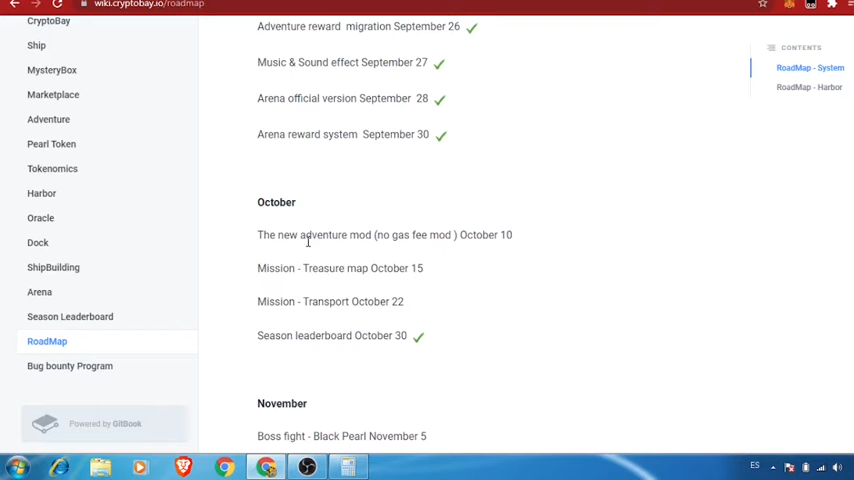 wiki.cryptobay.io/roadmap
CryptoBay
Ship
MysteryBox
Marketplace
Adventure
Pearl Token
Tokenomics
Harbor
Oracle
Dock
ShipBuilding
Arena
Season Leaderboard
RoadMap
Bug bounty Program
Powered by GitBook
Adventure reward migration September 26
Music & Sound effect September 27
Arena official version September 28
Arena reward system September 30
October
The new adventure mod (no gas fee mod ) October 10
Mission - Treasure map October 15
Mission - Transport October 22
Season leaderboard October 30
November
Boss fight - Black Pearl November 5
CONTENTS
RoadMap - System
RoadMap - Harbor
ES